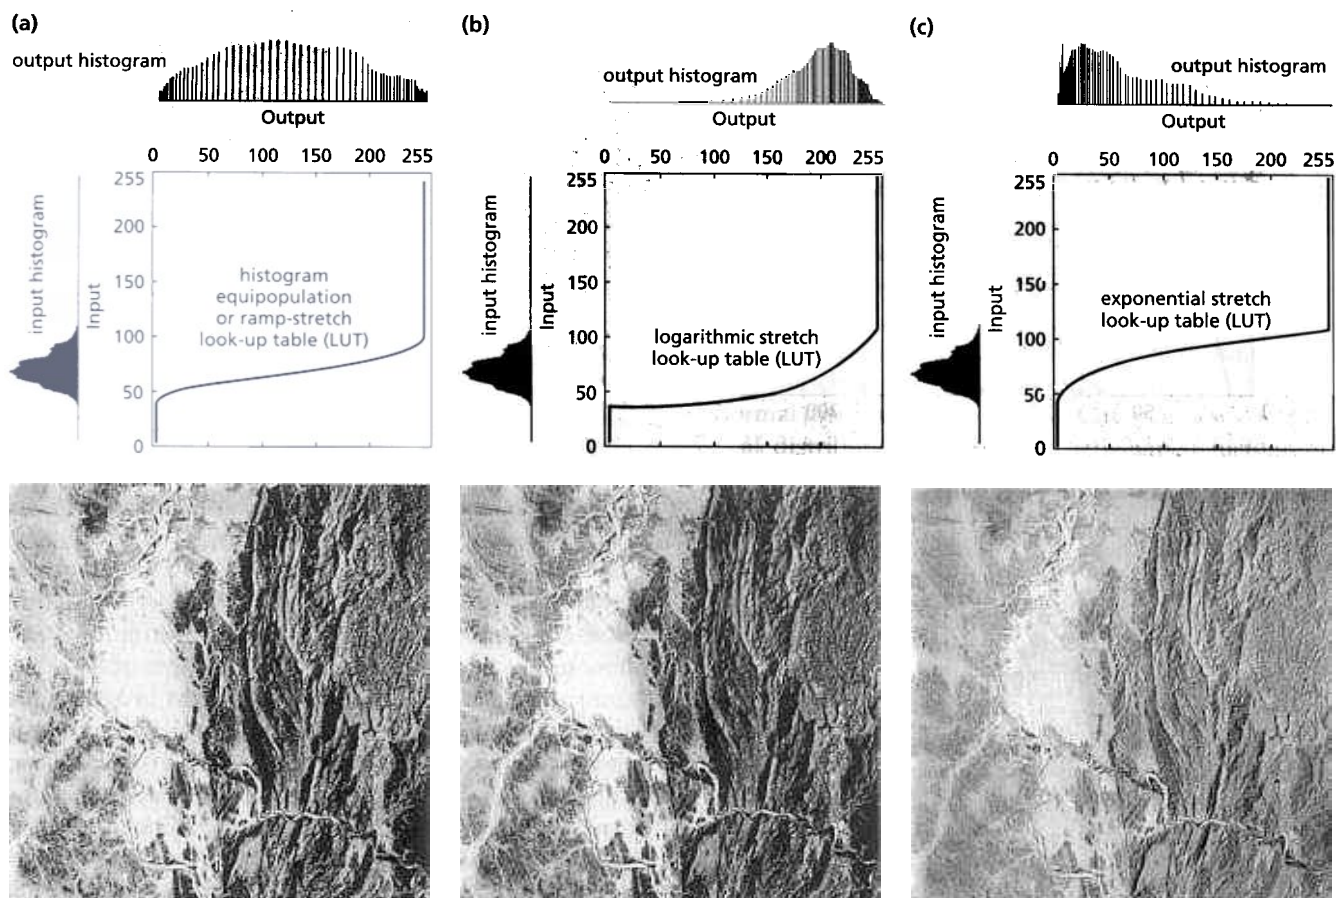 (a)
output histogram
Output
0 50 100 150 200 255
input histogram
Input
255
200
150
100
50
0
histogram
equipopulation
or ramp-stretch
look-up table (LUT)
(b)
output histogram
Output
0 50 100 150 200 255
input histogram
Input
255
200
150
100
50
0
logarithmic stretch
look-up table (LUT)
(c)
output histogram
Output
0 50 100 150 200 255
input histogram
Input
255
200
150
100
50
0
exponential stretch
look-up table (LUT)